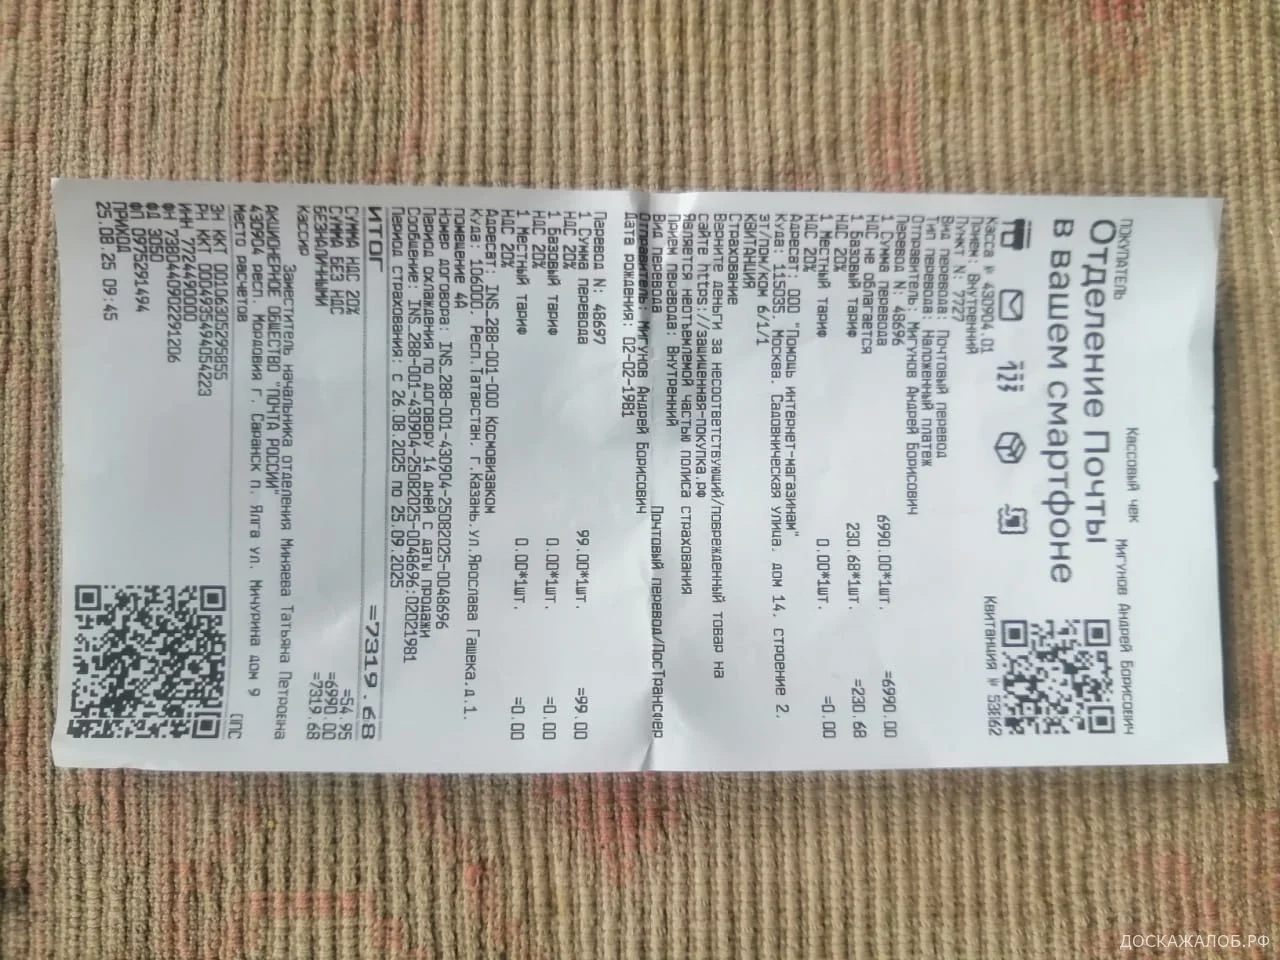 Кассовый чек
ПОКУПАТЕЛЬ Мигунов Андрей Борисович
Отделение Почты
в вашем смартфоне
Квитанция № 538162
Касса № 430904.01
Прием: Внутренний
Пункт N: 7727
Вид перевода: Почтовый перевод
Тип перевода: Наложенный платеж
Отправитель: Мигунов Андрей Борисович
Перевод N: 48696
1 Сумма перевода 6990.00*1шт. =6990.00
НДС не облагается
1 Базовый тариф 230.68*1шт. =230.68
НДС 20%
1 Местный тариф 0.00*1шт. =0.00
НДС 20%
Адресат: ООО "Помощь интернет-магазинам"
Куда: 115035, Москва, Садовническая улица, дом 14, строение 2,
эт/пом/ком 6/1/1
КВИТАНЦИЯ
Страхование
Верните деньги за несоответствующий/поврежденный товар на
сайте https://защищенная-покупка.рф
Является неотъемлемой частью полиса страхования
Прием перевода: Внутренний
Вид перевода Почтовый перевод/ПосТрансфер
Отправитель: Мигунов Андрей Борисович
Дата рождения: 02-02-1981
Перевод N: 48697
1 Сумма перевода 99.00*1шт. =99.00
НДС 20%
1 Базовый тариф 0.00*1шт. =0.00
НДС 20%
1 Местный тариф 0.00*1шт. =0.00
НДС 20%
Адресат: INS_288-001-000 Космовизаком
Куда: 106000, Респ.Татарстан, г.Казань,ул.Ярослава Гашека,д.1,
помещение 4А
Номер договора: INS_288-001-430904-25082025-0048696
Период охлаждения по договору 14 дней с даты продажи
Сообщение: INS_288-001-430904-25082025-0048696;02021981
Период страхования: с 26.08.2025 по 25.09.2025
ИТОГ =7319.68
СУММА НДС 20% =54.95
СУММА БЕЗ НДС =6990.00
БЕЗНАЛИЧНЫМИ =7319.68
Кассир
Заместитель начальника отделения Миняева Татьяна Петровна
АКЦИОНЕРНОЕ ОБЩЕСТВО "ПОЧТА РОССИИ"
430904 респ. Мордовия г. Саранск п. Ялга ул. Мичурина дом 9
Место расчетов ОПС
ЗН ККТ 00106305295855
РН ККТ 0004935494054223
ИНН 7724490000
ФН 7380440902291206
ФД 3050
ФП 0975291494
ПРИХОД
25.08.25 09:45
ДОСКАЖАЛОБ.РФ